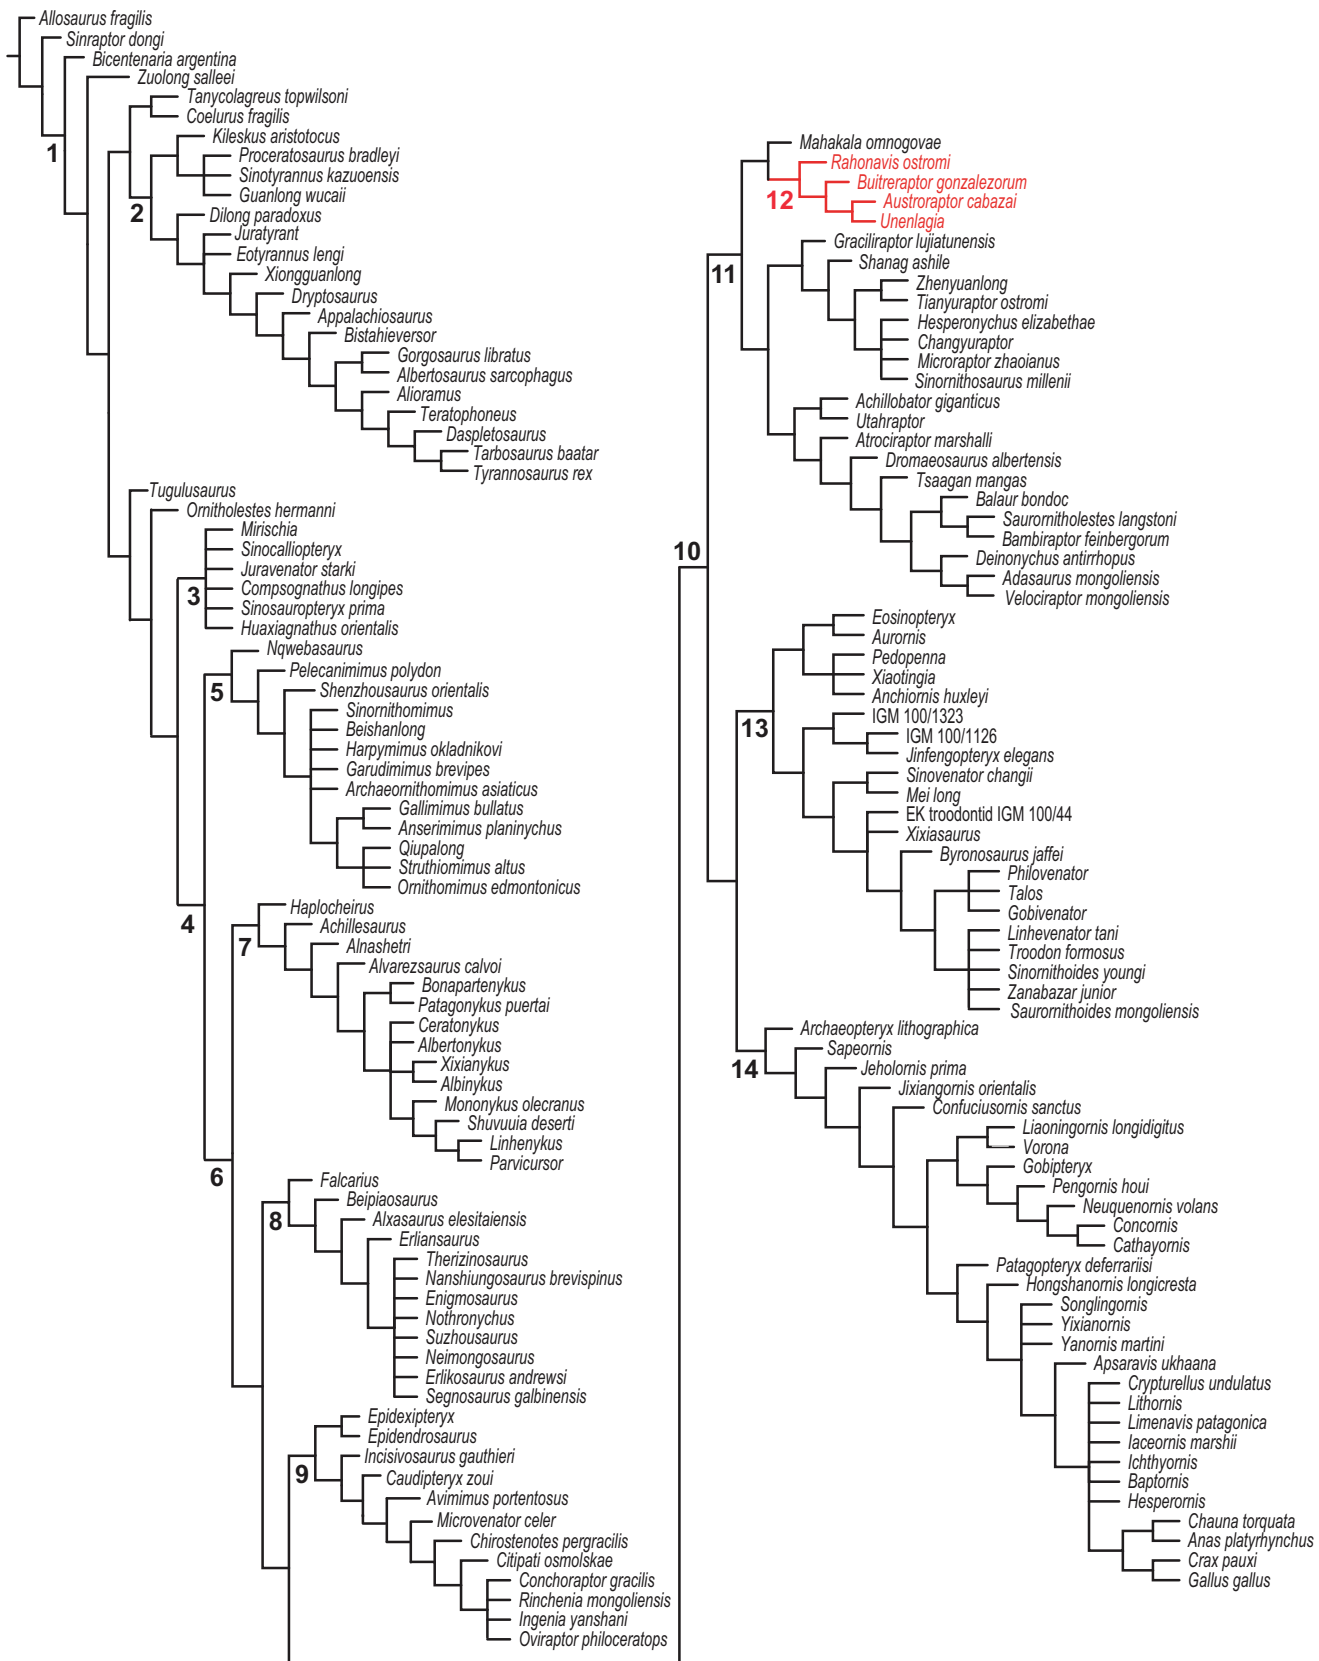 Allosaurus fragilis
Sinraptor dongi
Bicentenaria argentina
Zuolong salleei
Tanycolagreus topwilsoni
Coelurus fragilis
Kileskus aristotocus
1
Proceratosaurus bradleyi
Sinotyrannus kazuoensis
Guanlong wucaii
2
Dilong paradoxus
Juratyrant
Eotyrannus lengi
Xiongguanlong
Dryptosaurus
Appalachiosaurus
Bistahieversor
Gorgosaurus libratus
Albertosaurus sarcophagus
Alioramus
Teratophoneus
Daspletosaurus
Tarbosaurus baatar
Tyrannosaurus rex
Tugulusaurus
Ornitholestes hermanni
Mirischia
Sinocalliopteryx
Juravenator starki
Compsognathus longipes
3
Sinosauropteryx prima
Huaxiagnathus orientalis
Nqwebasaurus
Pelecanimimus polydon
5
Shenzhousaurus orientalis
Sinornithomimus
Beishanlong
Harpymimus okladnikovi
Garudimimus brevipes
Archaeornithomimus asiaticus
Gallimimus bullatus
Anserimimus planinychus
Qiupalong
Struthiomimus altus
Ornithomimus edmontonicus
Haplocheirus
4
Achillesaurus
7
Alnashetri
Alvarezsaurus calvoi
Bonapartenykus
Patagonykus puertai
Ceratonykus
Albertonykus
Xixianykus
Albinykus
Mononykus olecranus
Shuvuuia deserti
Linhenykus
Parvicursor
6
Falcarius
Beipiaosaurus
8
Alxasaurus elesitaiensis
Erliansaurus
Therizinosaurus
Nanshiungosaurus brevispinus
Enigmosaurus
Nothronychus
Suzhousaurus
Neimongosaurus
Erlikosaurus andrewsi
Segnosaurus galbinensis
Epidexipteryx
Epidendrosaurus
Incisivosaurus gauthieri
9
Caudipteryx zoui
Avimimus portentosus
Microvenator celer
Chirostenotes pergracilis
Citipati osmolskae
Conchoraptor gracilis
Rinchenia mongoliensis
Ingenia yanshani
Oviraptor philoceratops
Mahakala omnogovae
Rahonavis ostromi
Buitreraptor gonzalezorum
12
Austroraptor cabazai
Unenlagia
Graciliraptor lujiatunensis
Shanag ashile
11
Zhenyuanlong
Tianyuraptor ostromi
Hesperonychus elizabethae
Changyuraptor
Microraptor zhaoianus
Sinornithosaurus millenii
Achillobator giganticus
Utahraptor
Atrociraptor marshalli
Dromaeosaurus albertensis
Tsaagan mangas
Balaur bondoc
Saurornitholestes langstoni
Bambiraptor feinbergorum
10
Deinonychus antirrhopus
Adasaurus mongoliensis
Velociraptor mongoliensis
Eosinopteryx
Aurornis
Pedopenna
Xiaotingia
Anchiornis huxleyi
IGM 100/1323
13
IGM 100/1126
Jinfengopteryx elegans
Sinovenator changii
Mei long
EK troodontid IGM 100/44
Xixiasaurus
Byronosaurus jaffei
Philovenator
Talos
Gobivenator
Linhevenator tani
Troodon formosus
Sinornithoides youngi
Zanabazar junior
Saurornithoides mongoliensis
Archaeopteryx lithographica
Sapeornis
14
Jeholornis prima
Jixiangornis orientalis
Confuciusornis sanctus
Liaoningornis longidigitus
Vorona
Gobipteryx
Pengornis houi
Neuquenornis volans
Concornis
Cathayornis
Patagopteryx deferrariisi
Hongshanornis longicresta
Songlingornis
Yixianornis
Yanornis martini
Apsaravis ukhaana
Crypturellus undulatus
Lithornis
Limenavis patagonica
Iaceornis marshii
Ichthyornis
Baptornis
Hesperornis
Chauna torquata
Anas platyrhynchus
Crax pauxi
Gallus gallus